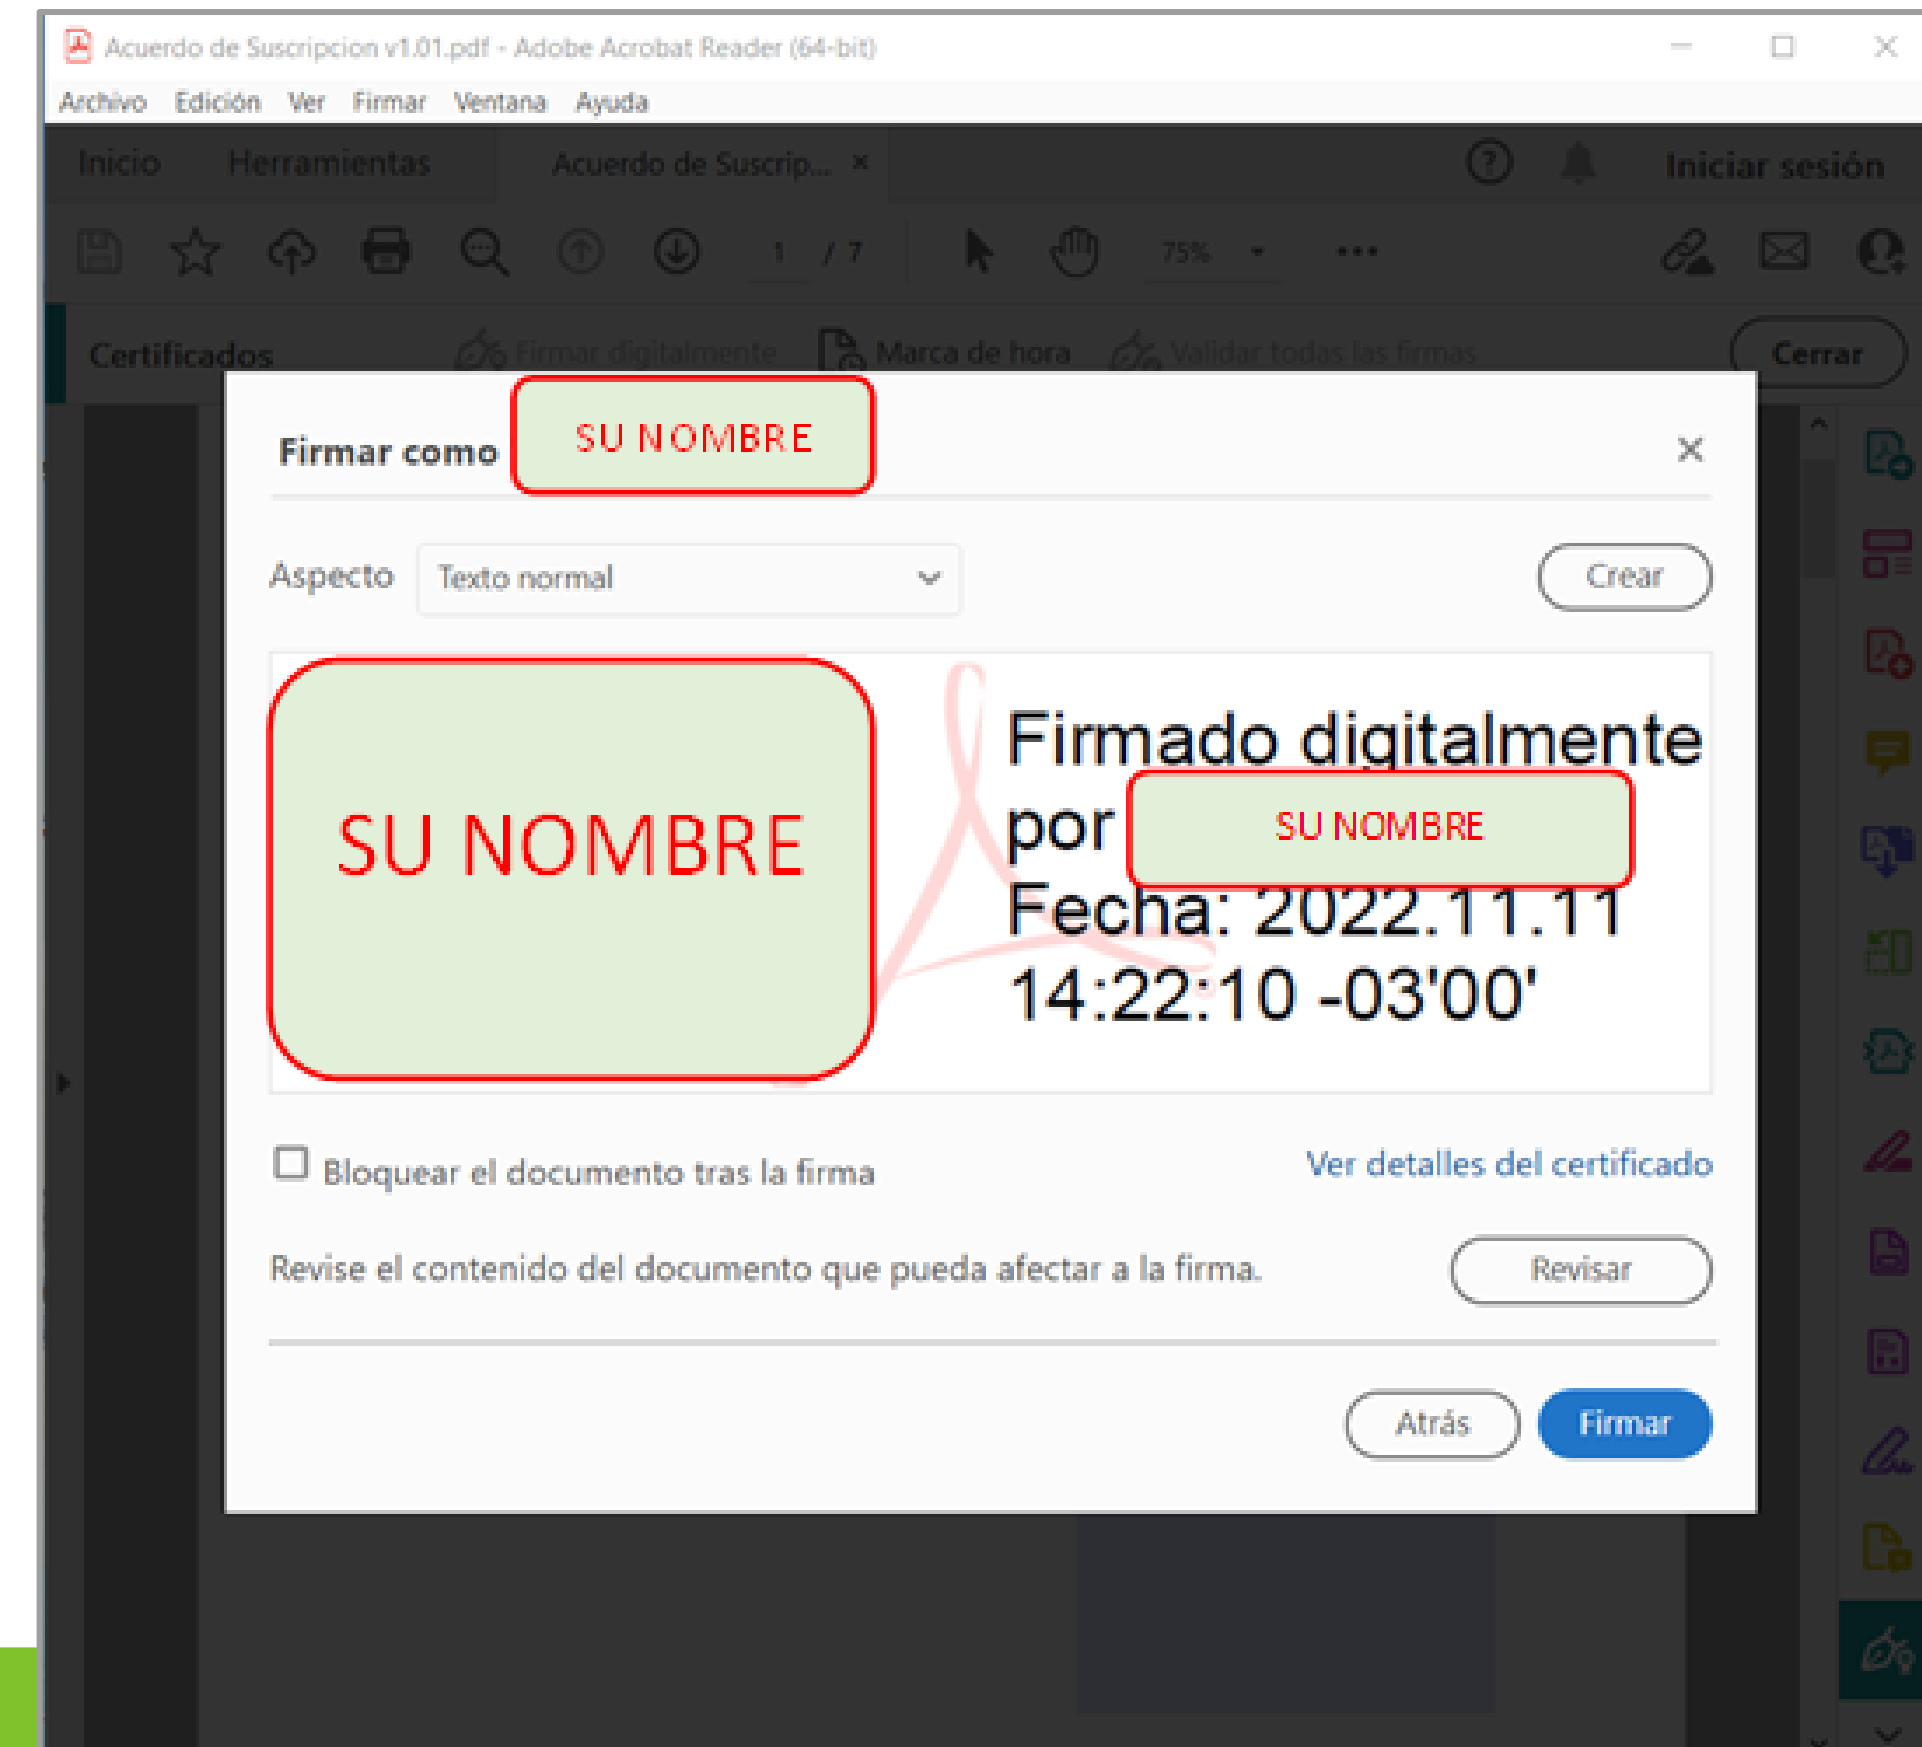 Acuerdo de Suscripcion v1.01.pdf - Adobe Acrobat Reader (64-bit)
Archivo Edición Ver Firmar Ventana Ayuda
Inicio Herramientas Acuerdo de Suscrip... × Iniciar sesión
1 / 7 75%
Certificados Firmar digitalmente Marca de hora Validar todas las firmas Cerrar
Firmar como SU NOMBRE
Aspecto Texto normal Crear
SU NOMBRE
Firmado digitalmente
por SU NOMBRE
Fecha: 2022.11.11
14:22:10 -03'00'
Bloquear el documento tras la firma Ver detalles del certificado
Revise el contenido del documento que pueda afectar a la firma. Revisar
Atrás Firmar